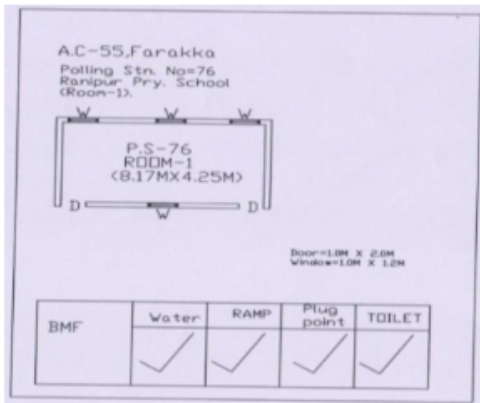 A.C-55,Farakka
Polling Stn. No=76
Ranipur Pry. School
(Room-1).
W W W
P.S-76
ROOM-1
(8.17MX4.25M)
D W D
Door=1.0M X 2.0M
Window=1.0M X 1.2M
BMF Water RAMP Plug point TOILET